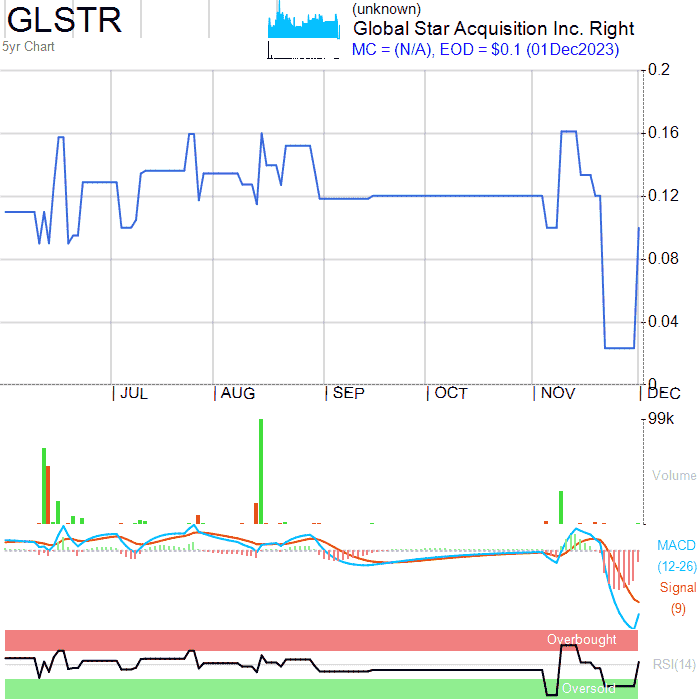 GLSTR
(unknown)
Global Star Acquisition Inc. Right
5yr Chart
MC = (N/A), EOD = $0.1 (01Dec2023)
0.2
0.16
0.12
0.08
0.04
0
JUL AUG SEP OCT NOV DEC
99k
Volume
MACD
(12-26)
Signal
(9)
Overbought
RSI(14)
Oversold